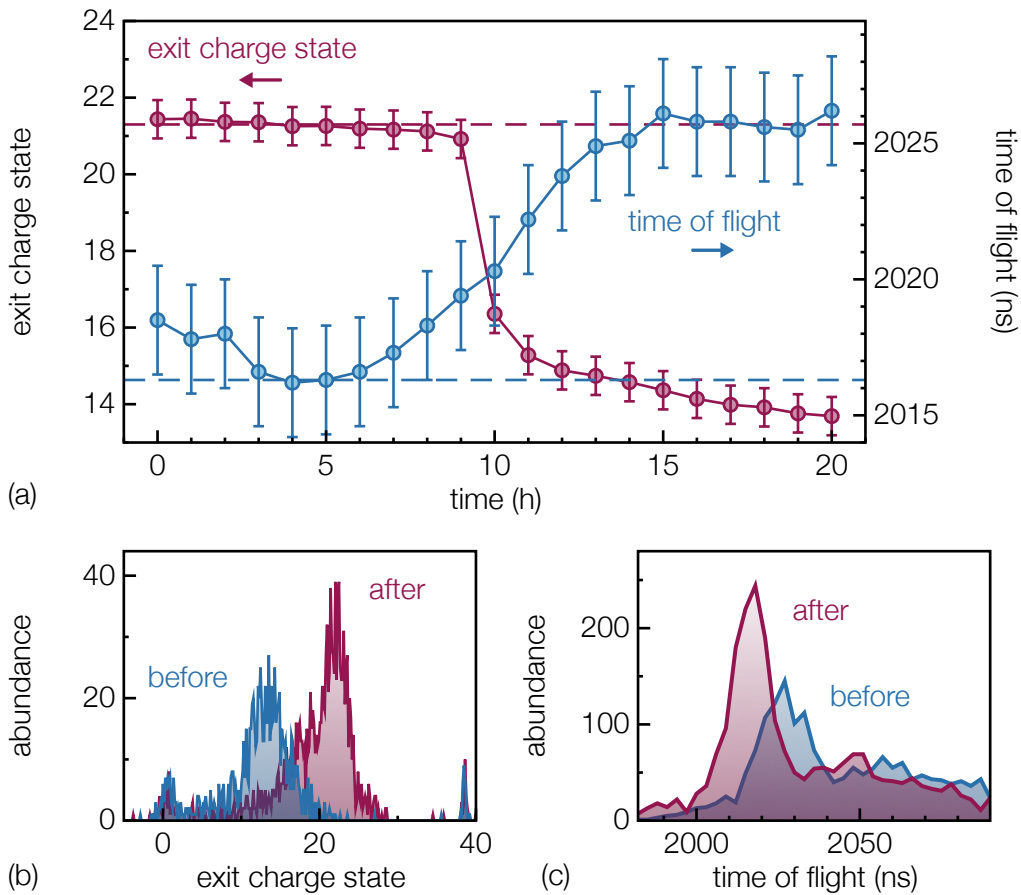 24
22
20
18
16
14
exit charge state
exit charge state
time of flight
2025
2020
2015
time of flight (ns)
0
5
10
15
20
time (h)
(a)
40
20
0
abundance
after
before
0
20
40
exit charge state
(b)
200
100
0
abundance
after
before
2000
2050
time of flight (ns)
(c)